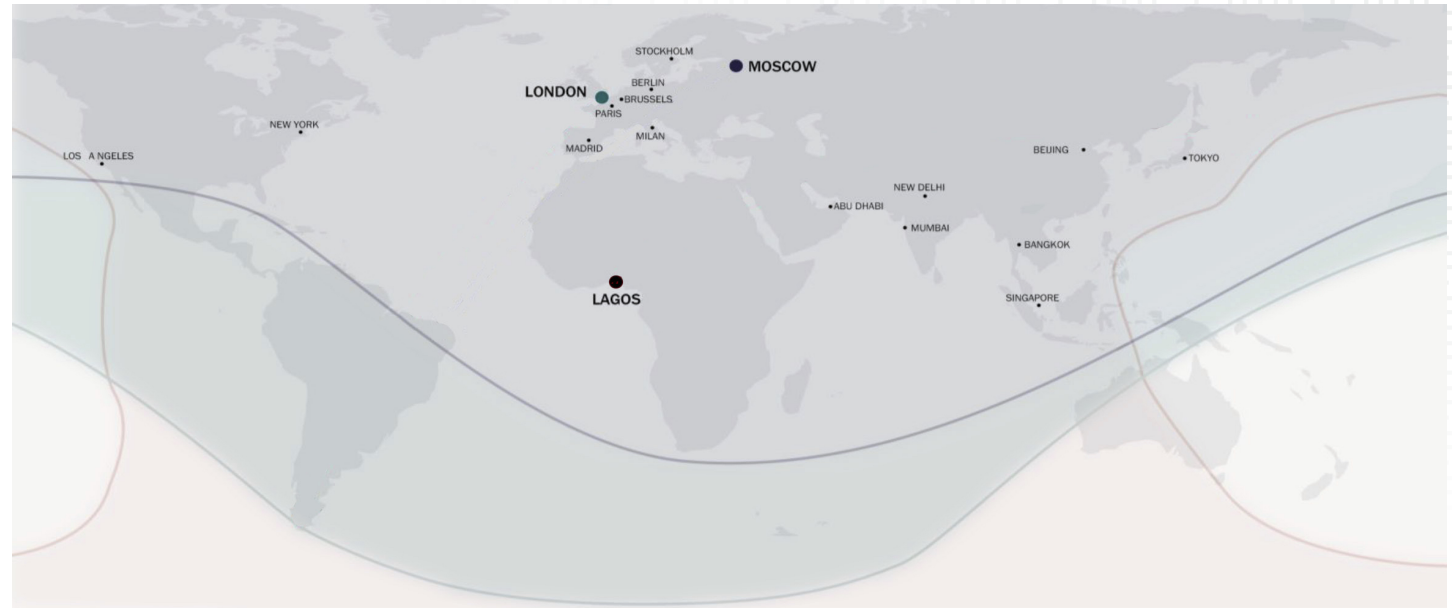 STOCKHOLM
MOSCOW
BERLIN
LONDON
BRUSSELS
PARIS
NEW YORK
MILAN
MADRID
BEIJING
LOS A NGELES
TOKYO
NEW DELHI
ABU DHABI
MUMBAI
BANGKOK
SINGAPORE
LAGOS